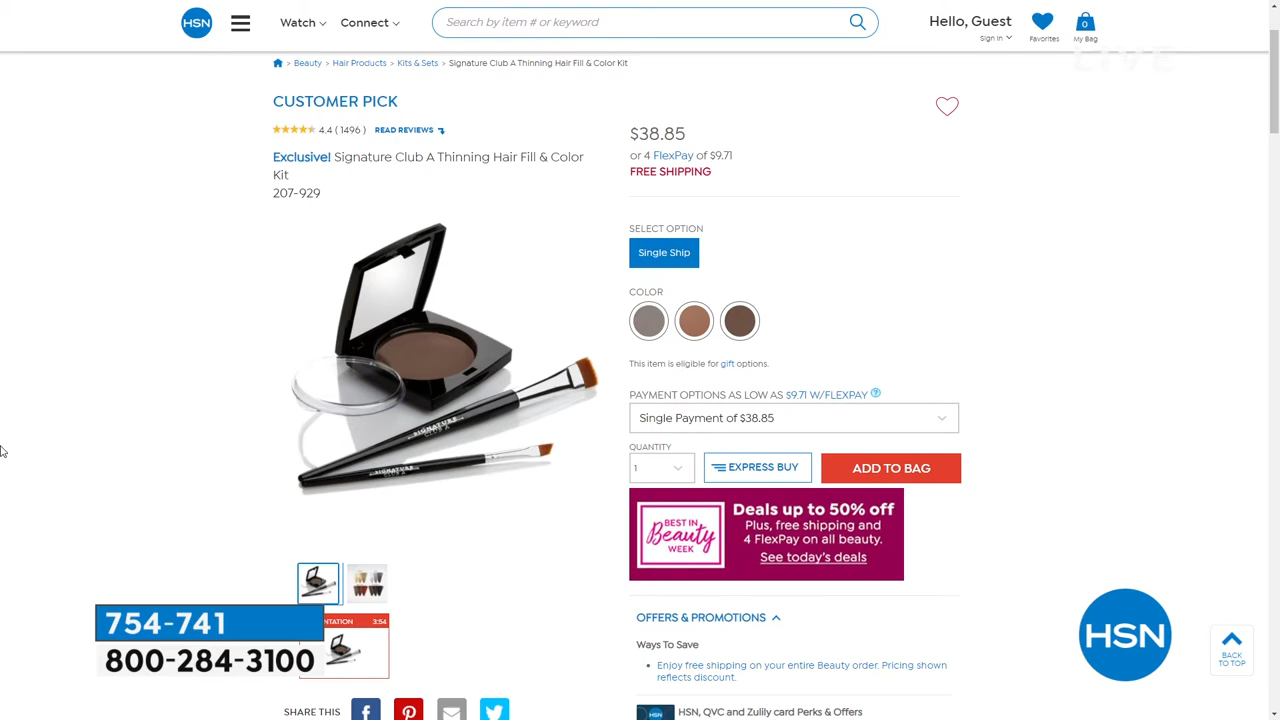 HSN
Watch
Connect
Search by item # or keyword
Hello, Guest
Sign In
Favorites
0
My Bag
LIVE
> Beauty > Hair Products > Kits & Sets > Signature Club A Thinning Hair Fill & Color Kit
CUSTOMER PICK
4.4 ( 1496 ) READ REVIEWS
Exclusive! Signature Club A Thinning Hair Fill & Color
Kit
207-929
SIGNATURE
CLUB A
SIGNATURE
CLUB A
$38.85
or 4 FlexPay of $9.71
FREE SHIPPING
SELECT OPTION
Single Ship
COLOR
This item is eligible for gift options.
PAYMENT OPTIONS AS LOW AS $9.71 W/FLEXPAY ?
Single Payment of $38.85
QUANTITY
1
EXPRESS BUY
ADD TO BAG
BEST IN
Beauty
WEEK
Deals up to 50% off
Plus, free shipping and
4 FlexPay on all beauty.
See today's deals
OFFERS & PROMOTIONS
Ways To Save
• Enjoy free shipping on your entire Beauty order. Pricing shown
reflects discount.
HSN
HSN, QVC and Zulily card Perks & Offers
NTATION 3:54
754-741
800-284-3100
SHARE THIS
HSN
BACK
TO TOP